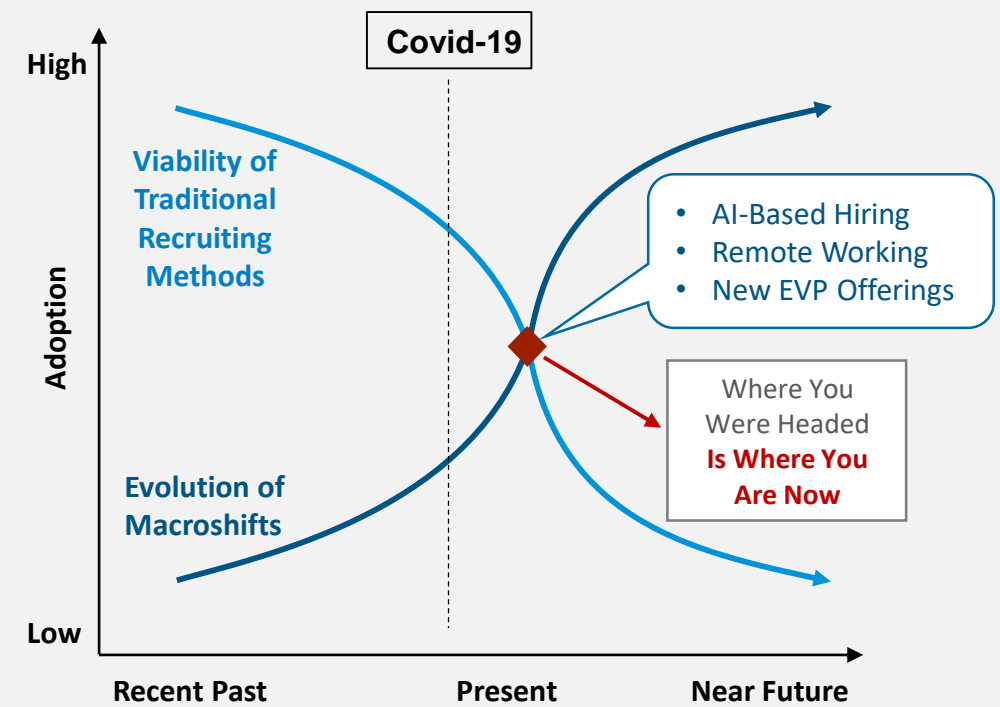 Covid-19
High
Viability of
Traditional
Recruiting
Methods
• AI-Based Hiring
• Remote Working
• New EVP Offerings
Adoption
Where You
Were Headed
Is Where You
Are Now
Evolution of
Macroshifts
Low
Recent Past
Present
Near Future